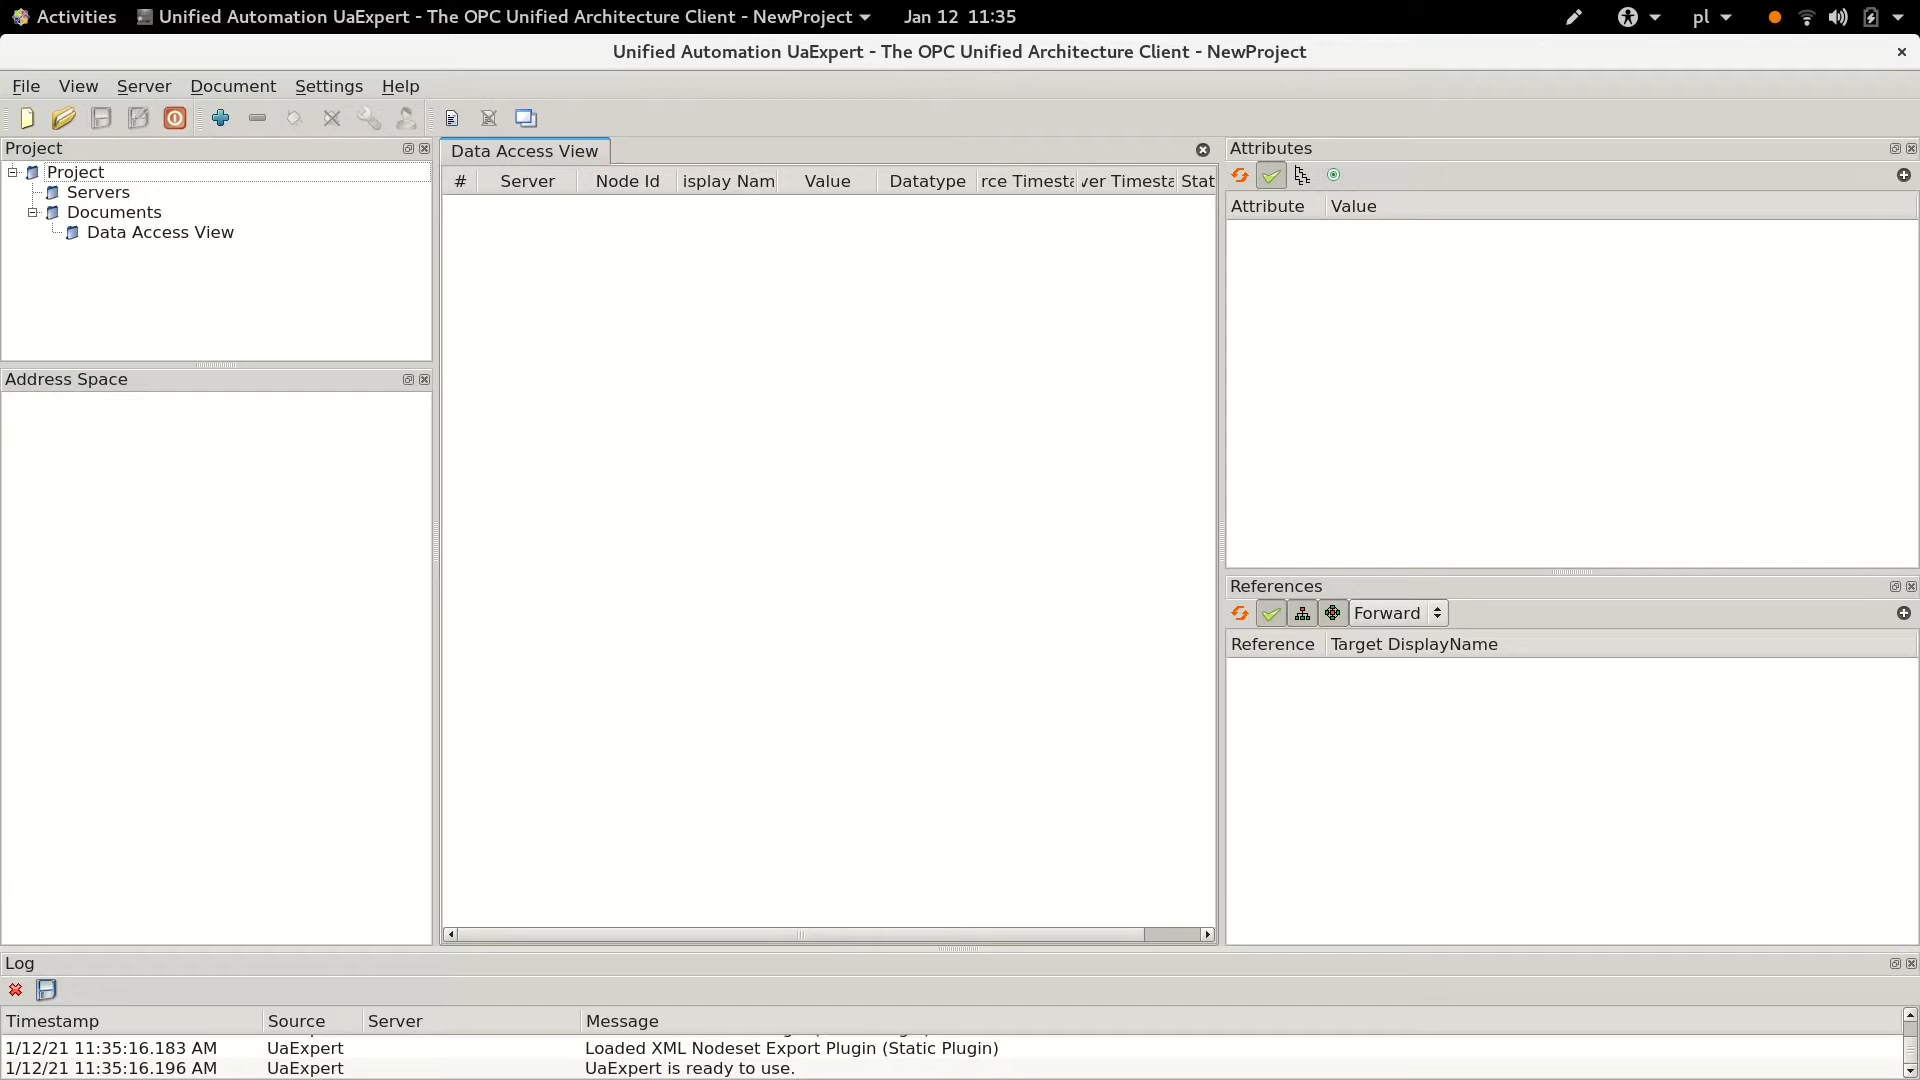 Activities
Unified Automation UaExpert - The OPC Unified Architecture Client - NewProject
Jan 12 11:35
pl
Unified Automation UaExpert - The OPC Unified Architecture Client - NewProject
File View Server Document Settings Help
Project
Project
Servers
Documents
Data Access View
Address Space
Data Access View
# Server Node Id isplay Nam Value Datatype rce Timesta ver Timesta Stat
Attributes
Attribute Value
References
Forward
Reference Target DisplayName
Log
Timestamp Source Server Message
1/12/21 11:35:16.183 AM UaExpert Loaded XML Nodeset Export Plugin (Static Plugin)
1/12/21 11:35:16.196 AM UaExpert UaExpert is ready to use.